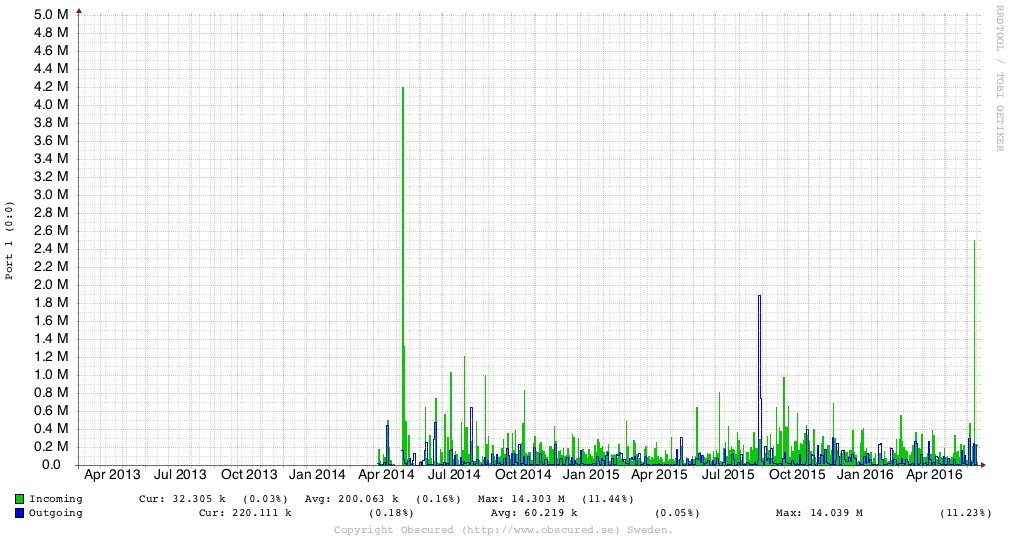 RRDTOOL / TOBI OETIKER
Port 1 (0:0)
5.0 M
4.8 M
4.6 M
4.4 M
4.2 M
4.0 M
3.8 M
3.6 M
3.4 M
3.2 M
3.0 M
2.8 M
2.6 M
2.4 M
2.2 M
2.0 M
1.8 M
1.6 M
1.4 M
1.2 M
1.0 M
0.8 M
0.6 M
0.4 M
0.2 M
0.0
Apr 2013 Jul 2013 Oct 2013 Jan 2014 Apr 2014 Jul 2014 Oct 2014 Jan 2015 Apr 2015 Jul 2015 Oct 2015 Jan 2016 Apr 2016
Incoming Cur: 32.305 k (0.03%) Avg: 200.063 k (0.16%) Max: 14.303 M (11.44%)
Outgoing Cur: 220.111 k (0.18%) Avg: 60.219 k (0.05%) Max: 14.039 M (11.23%)
Copyright Obscured (http://www.obscured.se) Sweden.